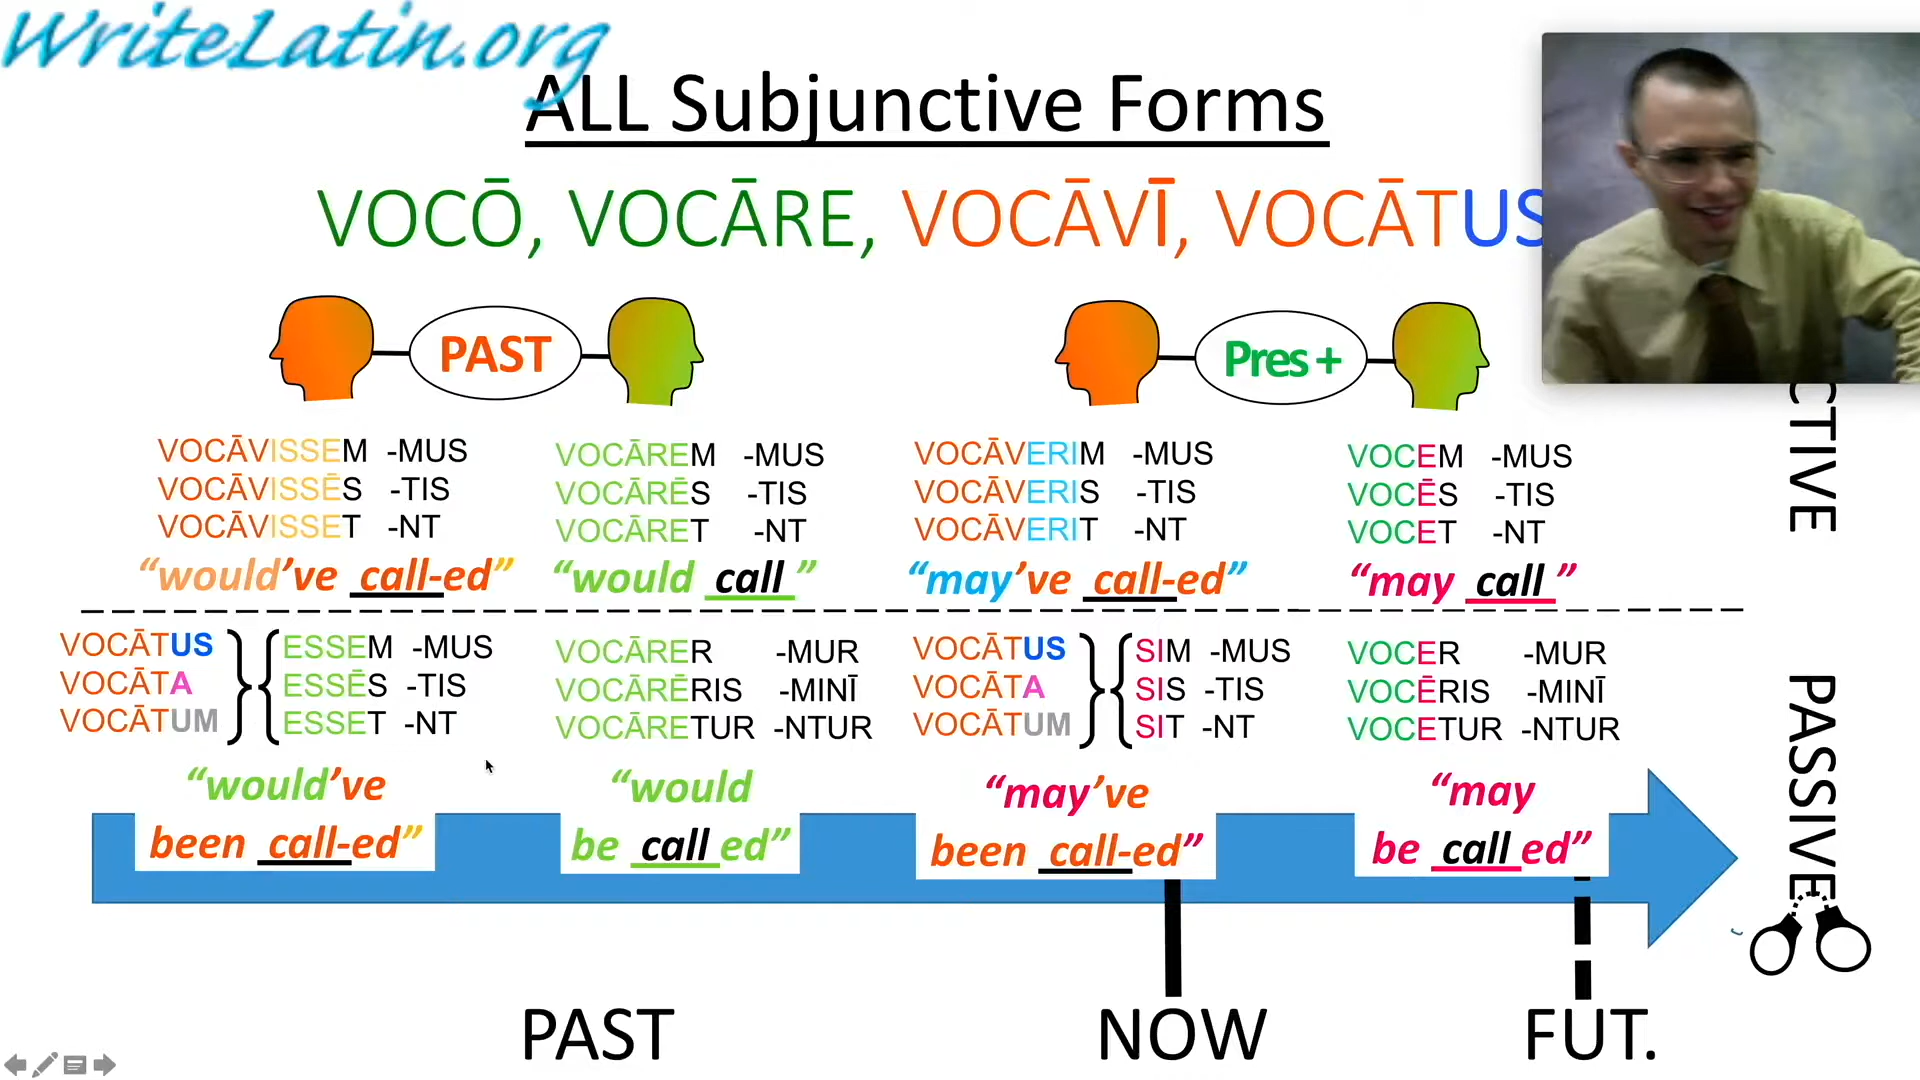 WriteLatin.org
ALL Subjunctive Forms
VOCŌ, VOCĀRE, VOCĀVĪ, VOCĀTUS
PAST
Pres +
VOCĀVISSEM -MUS
VOCĀVISSĒS -TIS
VOCĀVISSET -NT
“would’ve call-ed”
VOCĀREM -MUS
VOCĀRĒS -TIS
VOCĀRET -NT
“would call ”
VOCĀVERIM -MUS
VOCĀVERIS -TIS
VOCĀVERIT -NT
“may’ve call-ed”
VOCEM -MUS
VOCĒS -TIS
VOCET -NT
“may call ”
CTIVE
VOCĀTUS
VOCĀTA
VOCĀTUM
ESSEM -MUS
ESSĒS -TIS
ESSET -NT
“would’ve
been call-ed”
VOCĀRER -MUR
VOCĀRĒRIS -MINĪ
VOCĀRETUR -NTUR
“would
be call ed”
VOCĀTUS
VOCĀTA
VOCĀTUM
SIM -MUS
SIS -TIS
SIT -NT
“may’ve
been call-ed”
VOCER -MUR
VOCĒRIS -MINĪ
VOCETUR -NTUR
“may
be call ed”
PASSIVE
PAST
NOW
FUT.